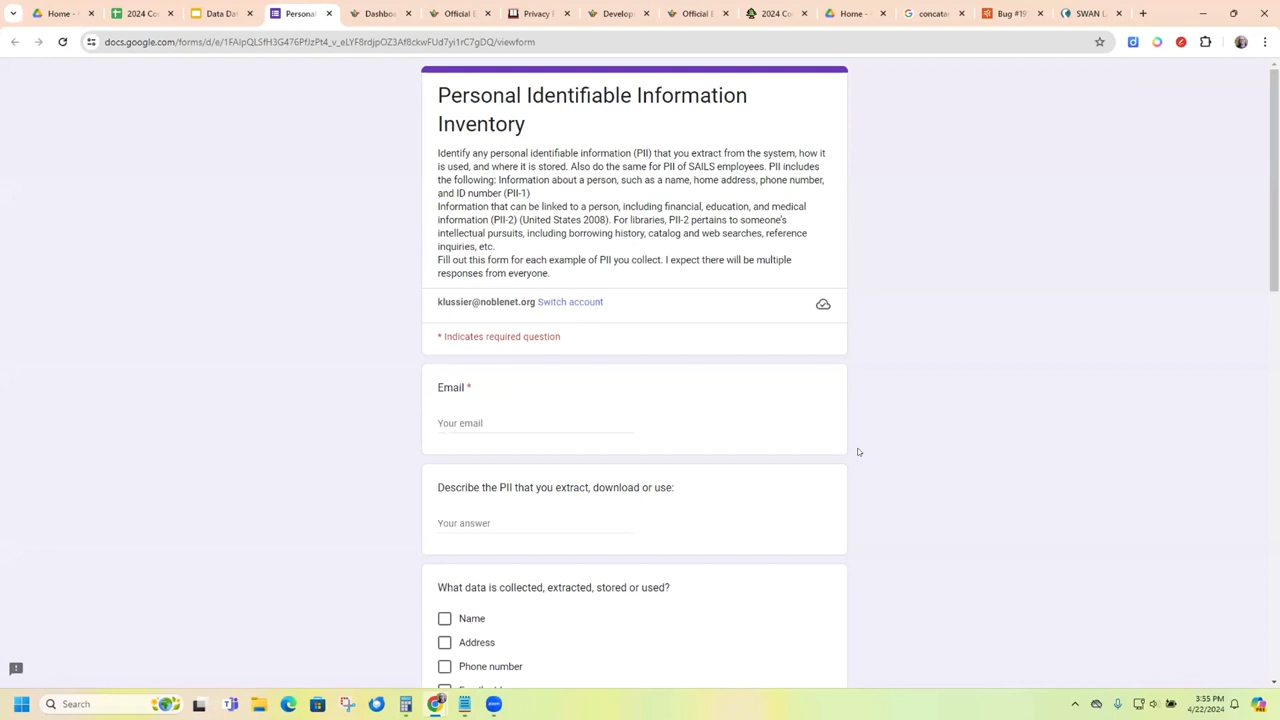 Home -
2024 Co
Data Da
Personal
Dashbo
Official E
Privacy
Develop
Official E
2024 Co
Home -
concata
Bug #19
SWAN L
docs.google.com/forms/d/e/1FAIpQLSfH3G476PfJzPt4_v_eLYF8rdjpOZ3Af8ckwFUd7yi1rC7gDQ/viewform
Personal Identifiable Information
Inventory
Identify any personal identifiable information (PII) that you extract from the system, how it
is used, and where it is stored. Also do the same for PII of SAILS employees. PII includes
the following: Information about a person, such as a name, home address, phone number,
and ID number (PII-1)
Information that can be linked to a person, including financial, education, and medical
information (PII-2) (United States 2008). For libraries, PII-2 pertains to someone's
intellectual pursuits, including borrowing history, catalog and web searches, reference
inquiries, etc.
Fill out this form for each example of PII you collect. I expect there will be multiple
responses from everyone.
klussier@noblenet.org Switch account
* Indicates required question
Email *
Your email
Describe the PII that you extract, download or use:
Your answer
What data is collected, extracted, stored or used?
Name
Address
Phone number
Search
zoom
3:55 PM
4/22/2024